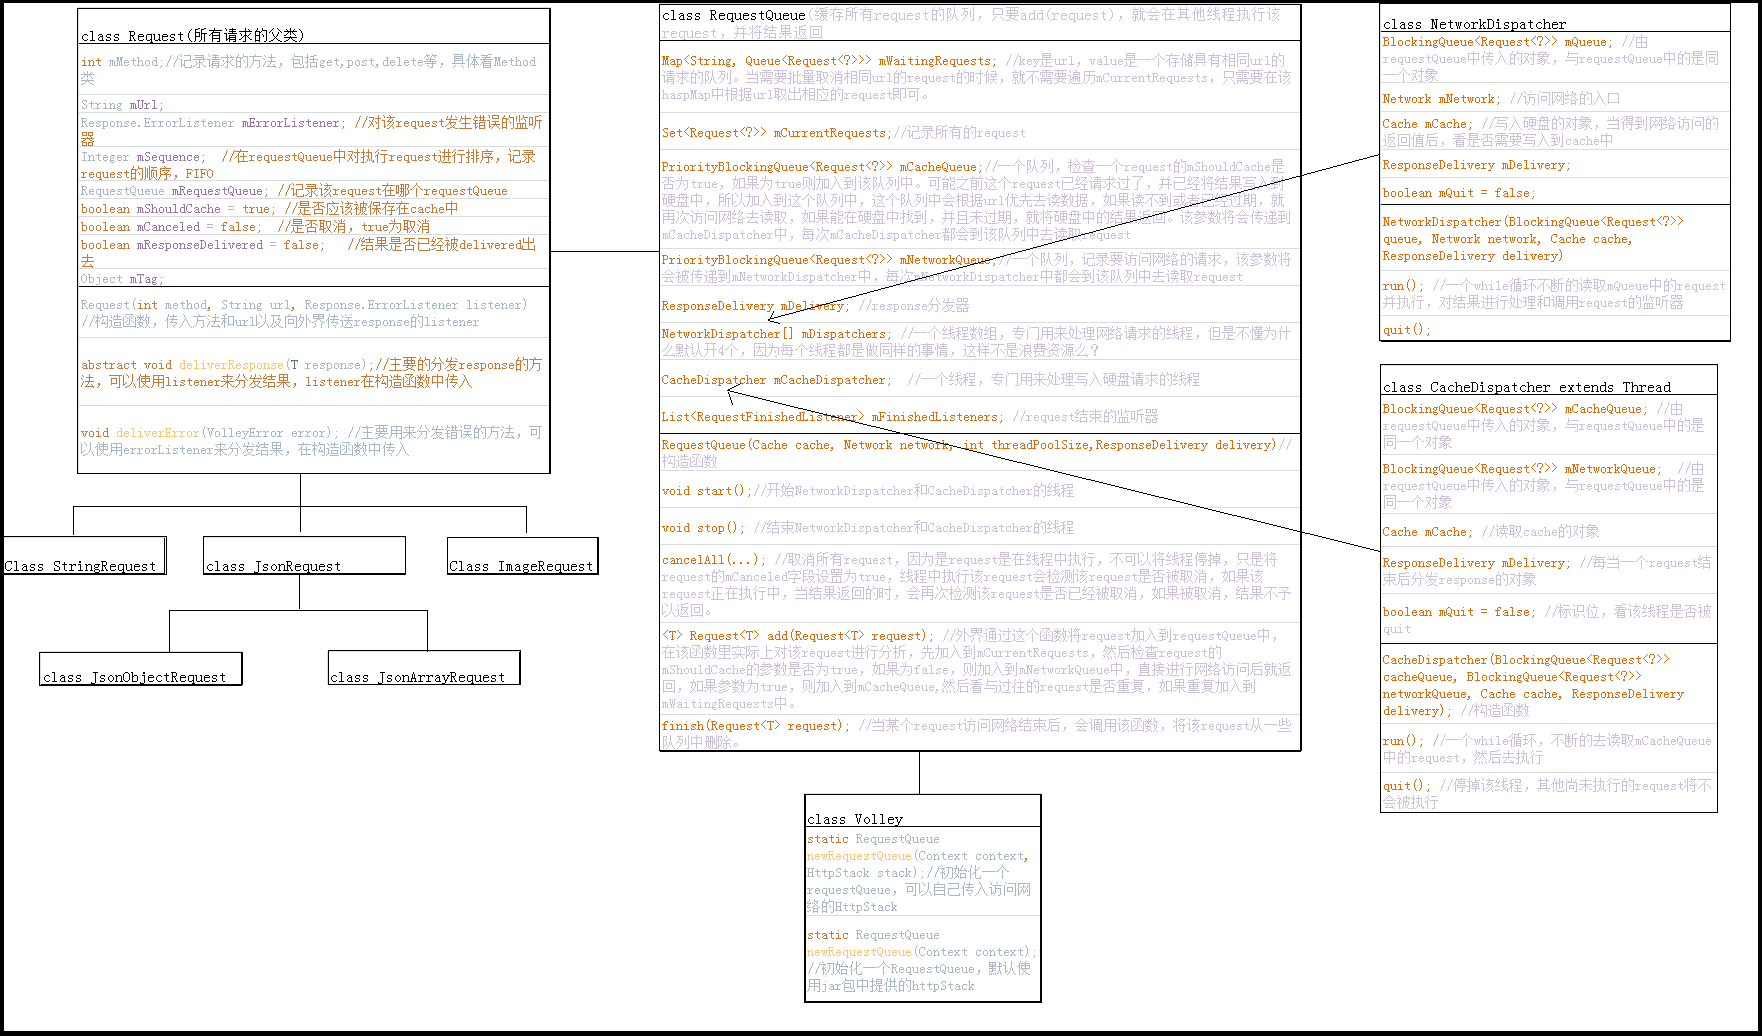 class Request(所有请求的父类)
int mMethod;//记录请求的方法，包括get,post,delete等，具体看Method
类
String mUrl;
Response.ErrorListener mErrorListener; //对该request发生错误的监听
器
Integer mSequence;  //在requestQueue中对执行request进行排序，记录
request的顺序，FIFO
RequestQueue mRequestQueue; //记录该request在哪个requestQueue
boolean mShouldCache = true; //是否应该被保存在cache中
boolean mCanceled = false;  //是否取消，true为取消
boolean mResponseDelivered = false;   //结果是否已经被delivered出
去
Object mTag;
Request(int method, String url, Response.ErrorListener listener)
//构造函数，传入方法和url以及向外界传送response的listener
abstract void deliverResponse(T response);//主要的分发response的方
法，可以使用listener来分发结果，listener在构造函数中传入
void deliverError(VolleyError error); //主要用来分发错误的方法，可
以使用errorListener来分发结果，在构造函数中传入
Class StringRequest
class JsonRequest
Class ImageRequest
class JsonObjectRequest
class JsonArrayRequest
class RequestQueue(缓存所有request的队列，只要add(request)，就会在其他线程执行该
request，并将结果返回
Map<String, Queue<Request<?>>> mWaitingRequests; //key是url，value是一个存储具有相同url的
请求的队列。当需要批量取消相同url的request的时候，就不需要遍历mCurrentRequests，只需要在该
haspMap中根据url取出相应的request即可。
Set<Request<?>> mCurrentRequests;//记录所有的request
PriorityBlockingQueue<Request<?>> mCacheQueue;//一个队列，检查一个request的mShouldCache是
否为true，如果为true则加入到该队列中。可能之前这个request已经请求过了，并已经将结果写入到
硬盘中，所以加入到这个队列中，这个队列中会根据url优先去读数据，如果读不到或者已经过期，就
再次访问网络去读取，如果能在硬盘中找到，并且未过期，就将硬盘中的结果返回。该参数将会传递到
mCacheDispatcher中，每次mCacheDispatcher都会到该队列中去读取request
PriorityBlockingQueue<Request<?>> mNetworkQueue;//一个队列，记录要访问网络的请求，该参数将
会被传递到mNetworkDispatcher中，每次mNetworkDispatcher中都会到该队列中去读取request
ResponseDelivery mDelivery; //response分发器
NetworkDispatcher[] mDispatchers; //一个线程数组，专门用来处理网络请求的线程，但是不懂为什
么默认开4个，因为每个线程都是做同样的事情，这样不是浪费资源么？
CacheDispatcher mCacheDispatcher;  //一个线程，专门用来处理写入硬盘请求的线程
List<RequestFinishedListener> mFinishedListeners; //request结束的监听器
RequestQueue(Cache cache, Network network, int threadPoolSize,ResponseDelivery delivery)//
构造函数
void start();//开始NetworkDispatcher和CacheDispatcher的线程
void stop(); //结束NetworkDispatcher和CacheDispatcher的线程
cancelAll(...); //取消所有request，因为是request是在线程中执行，不可以将线程停掉，只是将
request的mCanceled字段设置为true，线程中执行该request会检测该request是否被取消，如果该
request正在执行中，当结果返回的时，会再次检测该request是否已经被取消，如果被取消，结果不予
以返回。
<T> Request<T> add(Request<T> request); //外界通过这个函数将request加入到requestQueue中，
在该函数里实际上对该request进行分析，先加入到mCurrentRequests，然后检查request的
mShouldCache的参数是否为true，如果为false，则加入到mNetworkQueue中，直接进行网络访问后就返
回，如果参数为true，则加入到mCacheQueue,然后看与过往的request是否重复，如果重复加入到
mWaitingRequests中。
finish(Request<T> request); //当某个request访问网络结束后，会调用该函数，将该request从一些
队列中删除。
class Volley
static RequestQueue
newRequestQueue(Context context,
HttpStack stack);//初始化一个
requestQueue，可以自己传入访问网
络的HttpStack
static RequestQueue
newRequestQueue(Context context);
//初始化一个RequestQueue，默认使
用jar包中提供的httpStack
class NetworkDispatcher
BlockingQueue<Request<?>> mQueue; //由
requestQueue中传入的对象，与requestQueue中的是同
一个对象
Network mNetwork; //访问网络的入口
Cache mCache; //写入硬盘的对象，当得到网络访问的
返回值后，看是否需要写入到cache中
ResponseDelivery mDelivery;
boolean mQuit = false;
NetworkDispatcher(BlockingQueue<Request<?>>
queue, Network network, Cache cache,
ResponseDelivery delivery)
run(); //一个while循环不断的读取mQueue中的request
并执行，对结果进行处理和调用request的监听器
quit();
class CacheDispatcher extends Thread
BlockingQueue<Request<?>> mCacheQueue; //由
requestQueue中传入的对象，与requestQueue中的是
同一个对象
BlockingQueue<Request<?>> mNetworkQueue;  //由
requestQueue中传入的对象，与requestQueue中的是
同一个对象
Cache mCache; //读取cache的对象
ResponseDelivery mDelivery; //每当一个request结
束后分发response的对象
boolean mQuit = false; //标识位，看该线程是否被
quit
CacheDispatcher(BlockingQueue<Request<?>>
cacheQueue, BlockingQueue<Request<?>>
networkQueue, Cache cache, ResponseDelivery
delivery); //构造函数
run(); //一个while循环，不断的去读取mCacheQueue
中的request，然后去执行
quit(); //停掉该线程，其他尚未执行的request将不
会被执行